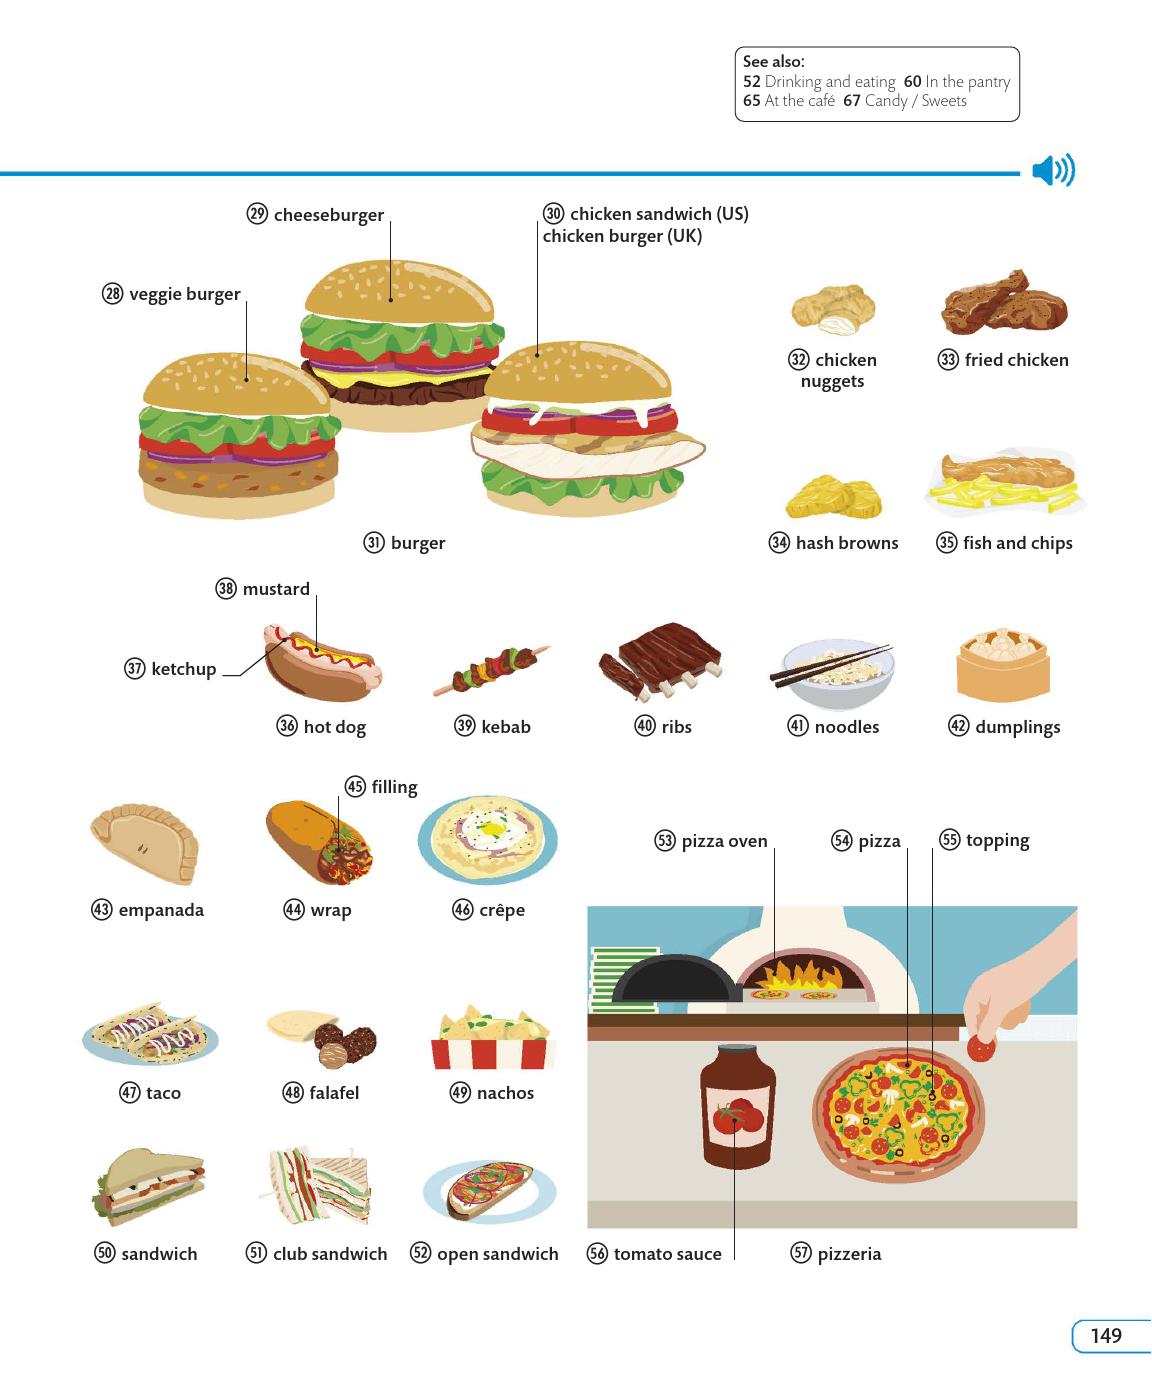 See also:
52 Drinking and eating 60 In the pantry
65 At the café 67 Candy / Sweets
29 cheeseburger
30 chicken sandwich (US)
chicken burger (UK)
28 veggie burger
32 chicken
nuggets
33 fried chicken
31 burger
34 hash browns
35 fish and chips
38 mustard
37 ketchup
36 hot dog
39 kebab
40 ribs
41 noodles
42 dumplings
45 filling
43 empanada
44 wrap
46 crêpe
53 pizza oven
54 pizza
55 topping
47 taco
48 falafel
49 nachos
50 sandwich
51 club sandwich
52 open sandwich
56 tomato sauce
57 pizzeria
149